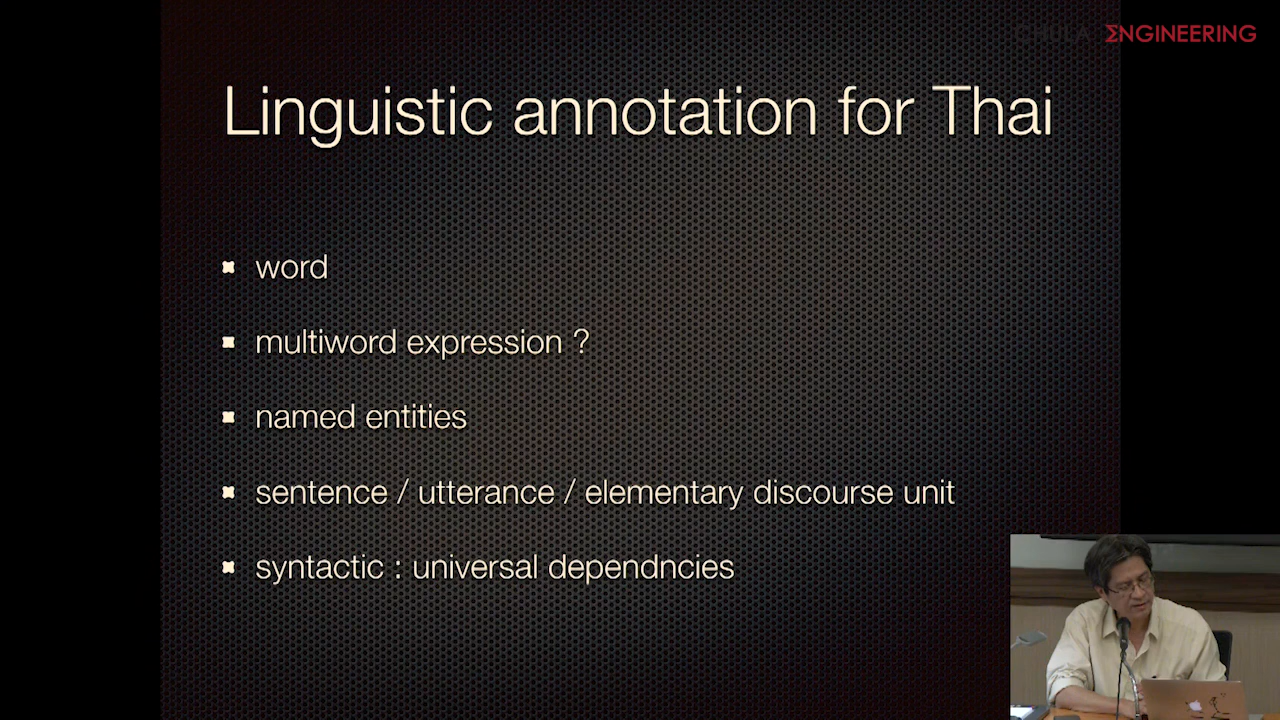 CHULA ΣNGINEERING
Linguistic annotation for Thai
word
multiword expression ?
named entities
sentence / utterance / elementary discourse unit
syntactic : universal dependncies